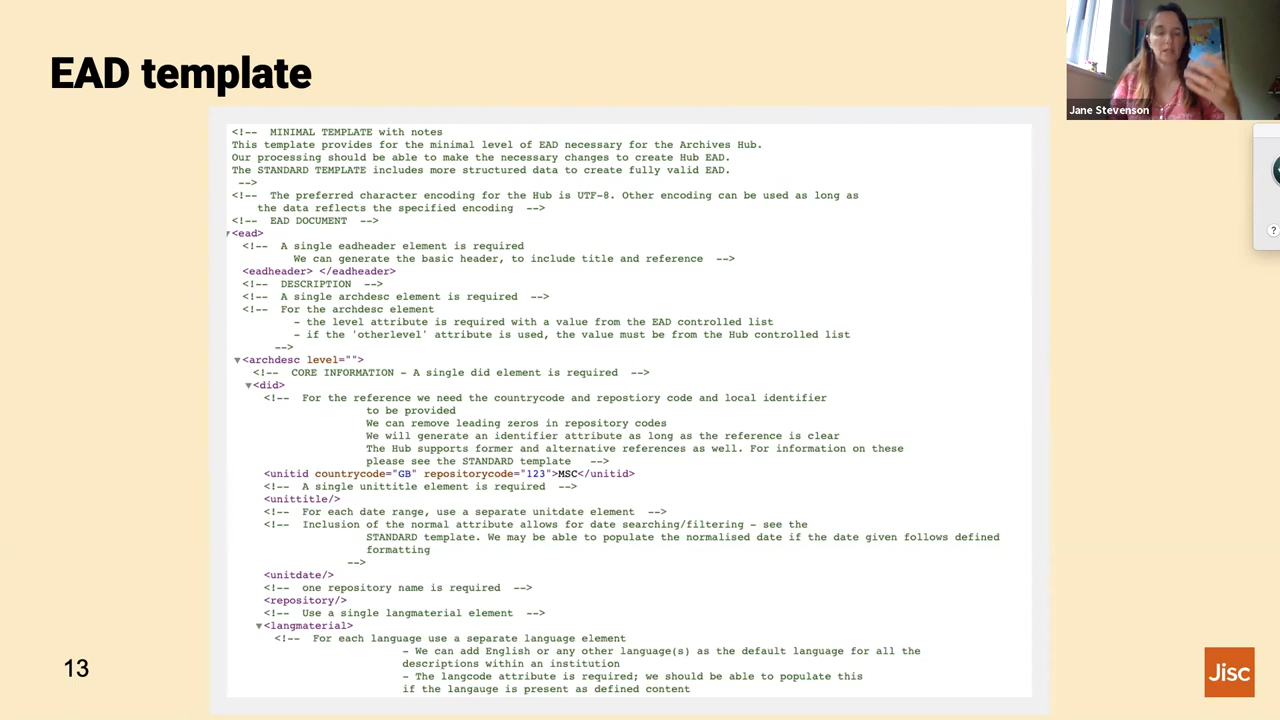 EAD template
Jane Stevenson
<!--  MINIMAL TEMPLATE with notes
This template provides for the minimal level of EAD necessary for the Archives Hub.
Our processing should be able to make the necessary changes to create Hub EAD.
The STANDARD TEMPLATE includes more structured data to create fully valid EAD.
-->
<!--  The preferred character encoding for the Hub is UTF-8. Other encoding can be used as long as
the data reflects the specified encoding  -->
<!--  EAD DOCUMENT  -->
<ead>
<!--  A single eadheader element is required
We can generate the basic header, to include title and reference  -->
<eadheader> </eadheader>
<!--  DESCRIPTION  -->
<!--  A single archdesc element is required  -->
<!--  For the archdesc element
- the level attribute is required with a value from the EAD controlled list
- if the 'otherlevel' attribute is used, the value must be from the Hub controlled list
-->
<archdesc level="">
<!--  CORE INFORMATION - A single did element is required  -->
<did>
<!--  For the reference we need the countrycode and repostiory code and local identifier
to be provided
We can remove leading zeros in repository codes
We will generate an identifier attribute as long as the reference is clear
The Hub supports former and alternative references as well. For information on these
please see the STANDARD template  -->
<unitid countrycode="GB" repositorycode="123">MSC</unitid>
<!--  A single unittitle element is required  -->
<unittitle/>
<!--  For each date range, use a separate unitdate element  -->
<!--  Inclusion of the normal attribute allows for date searching/filtering - see the
STANDARD template. We may be able to populate the normalised date if the date given follows defined
formatting
-->
<unitdate/>
<!--  one repository name is required  -->
<repository/>
<!--  Use a single langmaterial element  -->
<langmaterial>
<!--  For each language use a separate language element
- We can add English or any other language(s) as the default language for all the
descriptions within an institution
- The langcode attribute is required; we should be able to populate this
if the langauge is present as defined content
13
Jisc
?